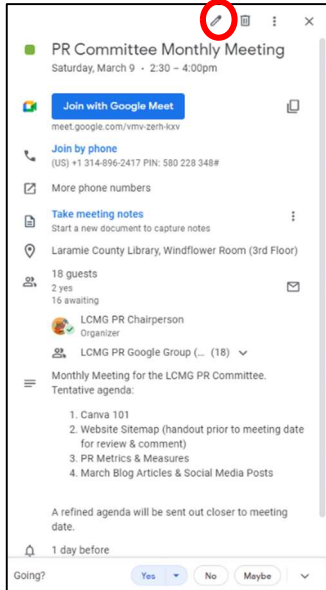 PR Committee Monthly Meeting
Saturday, March 9 • 2:30 – 4:00pm
Join with Google Meet
meet.google.com/vmv-zerh-kxv
Join by phone
(US) +1 314-896-2417 PIN: 580 228 348#
More phone numbers
Take meeting notes
Start a new document to capture notes
Laramie County Library, Windflower Room (3rd Floor)
18 guests
2 yes
16 awaiting
LCMG PR Chairperson
Organizer
LCMG PR Google Group (... (18)
Monthly Meeting for the LCMG PR Committee.
Tentative agenda:
1. Canva 101
2. Website Sitemap (handout prior to meeting date
for review & comment)
3. PR Metrics & Measures
4. March Blog Articles & Social Media Posts
A refined agenda will be sent out closer to meeting
date.
1 day before
Going? Yes No Maybe